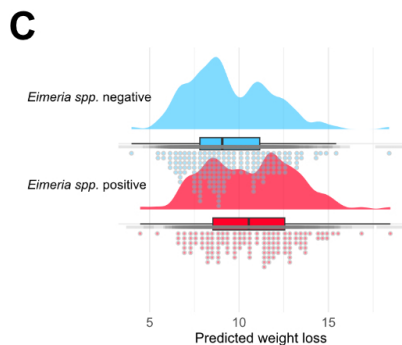 C
Eimeria spp. negative
Eimeria spp. positive
5 10 15
Predicted weight loss